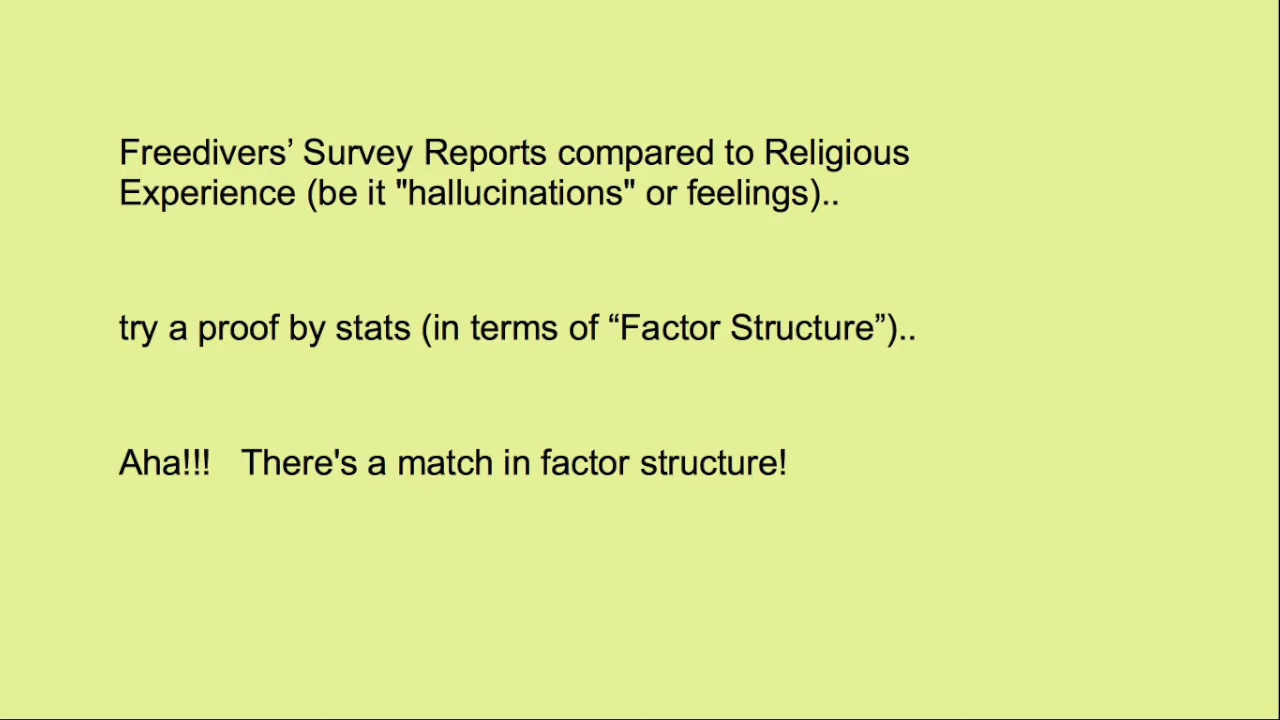 Freedivers’ Survey Reports compared to Religious
Experience (be it "hallucinations" or feelings)..
try a proof by stats (in terms of “Factor Structure”)..
Aha!!!   There's a match in factor structure!